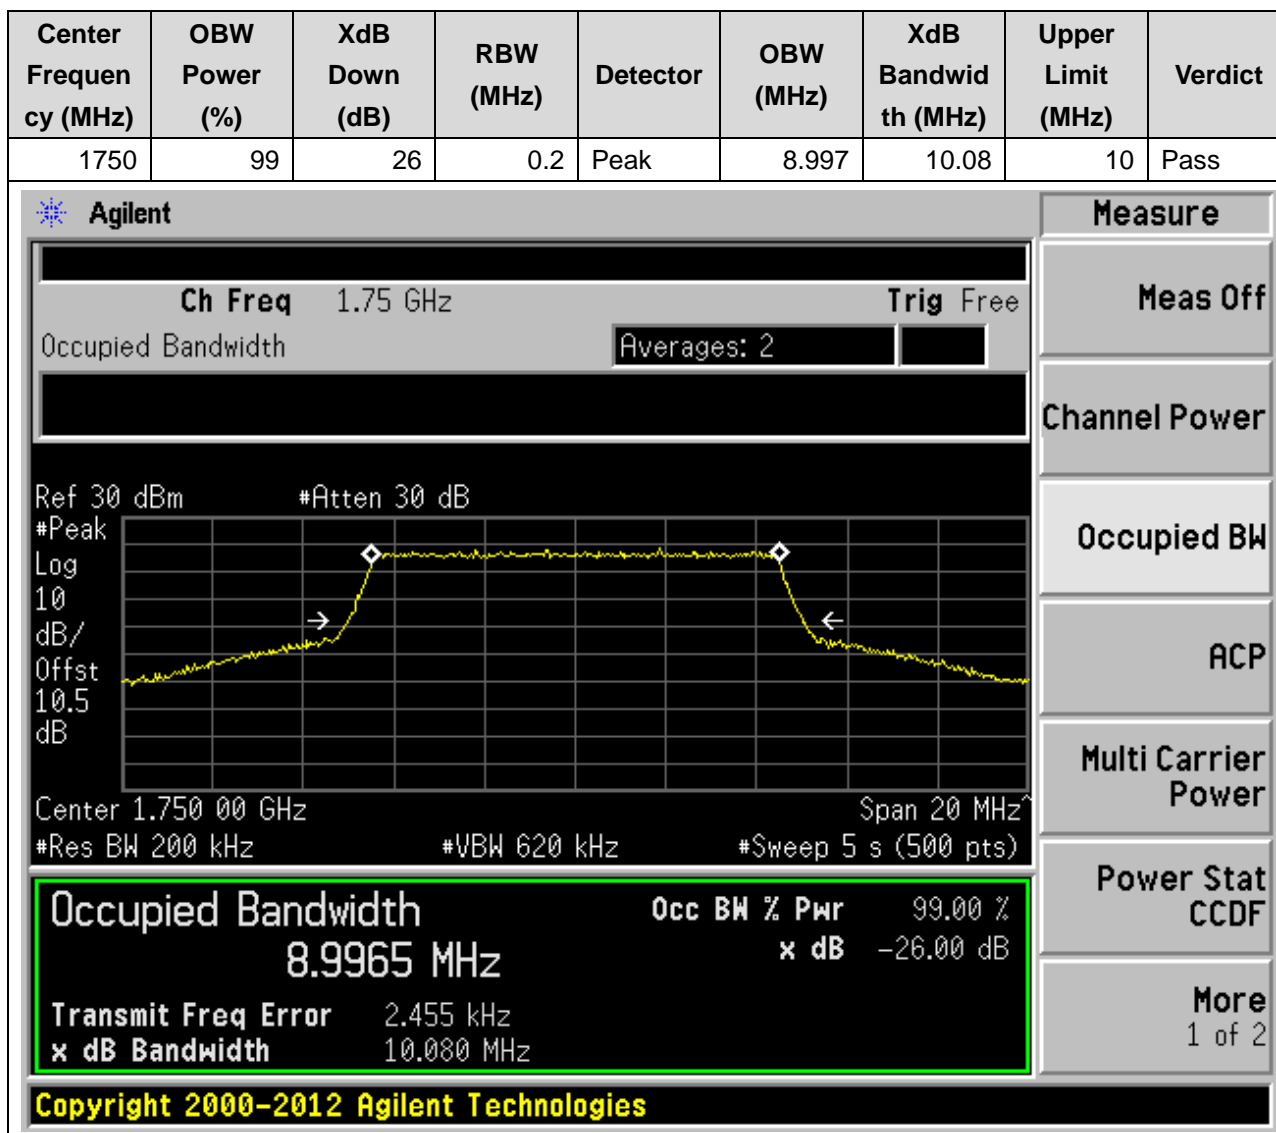 Center Frequen cy (MHz) OBW Power (%) XdB Down (dB) RBW (MHz) Detector OBW (MHz) XdB Bandwid th (MHz) Upper Limit (MHz) Verdict
1750 99 26 0.2 Peak 8.997 10.08 10 Pass
Agilent
Measure
Ch Freq 1.75 GHz Trig Free
Occupied Bandwidth Averages: 2
Ref 30 dBm #Atten 30 dB
#Peak
Log
10
dB/
Offst
10.5
dB
Center 1.750 00 GHz Span 20 MHz^
#Res BW 200 kHz #VBW 620 kHz #Sweep 5 s (500 pts)
Occupied Bandwidth
8.9965 MHz
Occ BW % Pwr 99.00 %
x dB -26.00 dB
Transmit Freq Error 2.455 kHz
x dB Bandwidth 10.080 MHz
Meas Off
Channel Power
Occupied BW
ACP
Multi Carrier
Power
Power Stat
CCDF
More
1 of 2
Copyright 2000-2012 Agilent Technologies